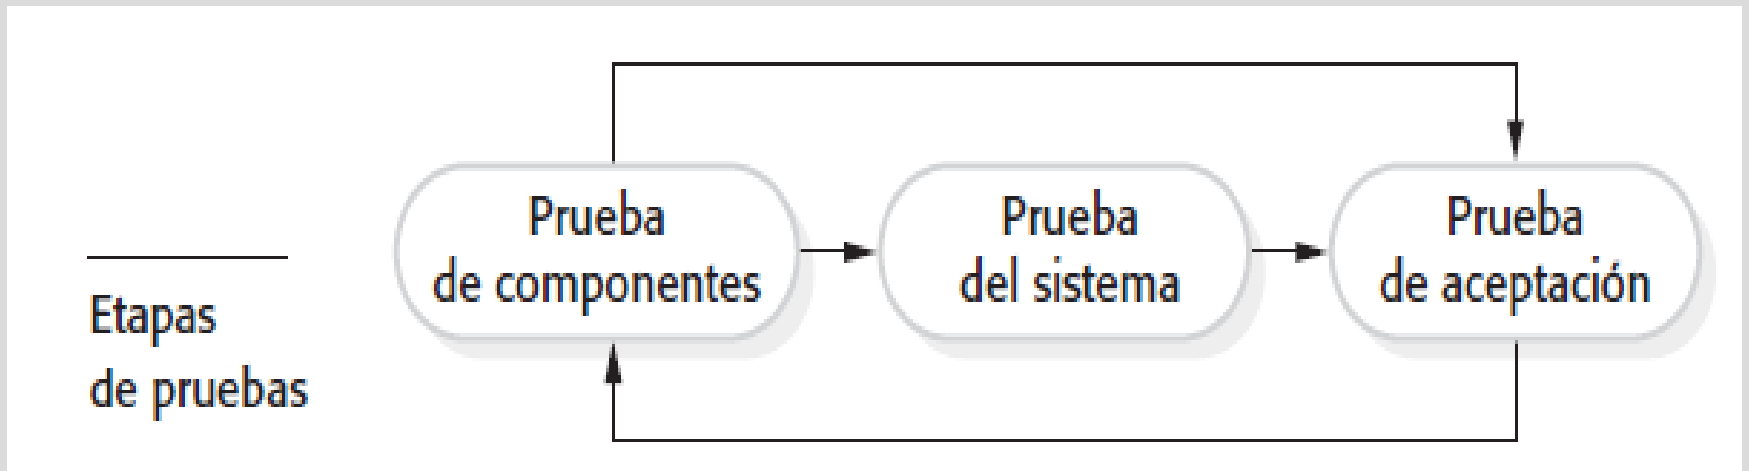 Etapas
de pruebas
Prueba
de componentes
Prueba
del sistema
Prueba
de aceptación